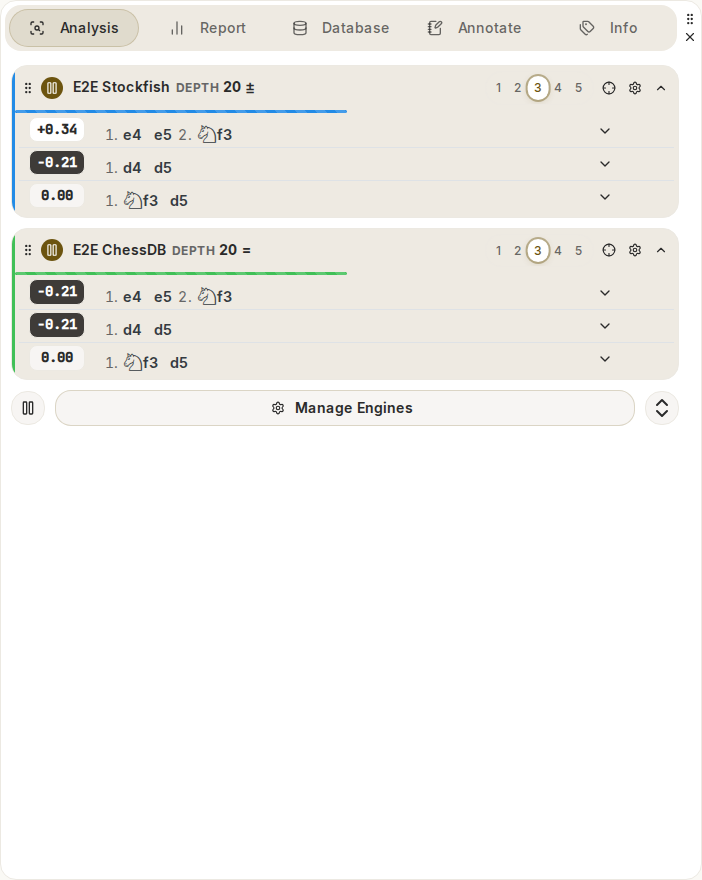 Analysis Report Database Annotate Info
E2E Stockfish DEPTH 20 ± 1 2 3 4 5
+0.34 1. e4 e5 2. ♘f3
-0.21 1. d4 d5
0.00 1. ♘f3 d5
E2E ChessDB DEPTH 20 = 1 2 3 4 5
-0.21 1. e4 e5 2. ♘f3
-0.21 1. d4 d5
0.00 1. ♘f3 d5
Manage Engines